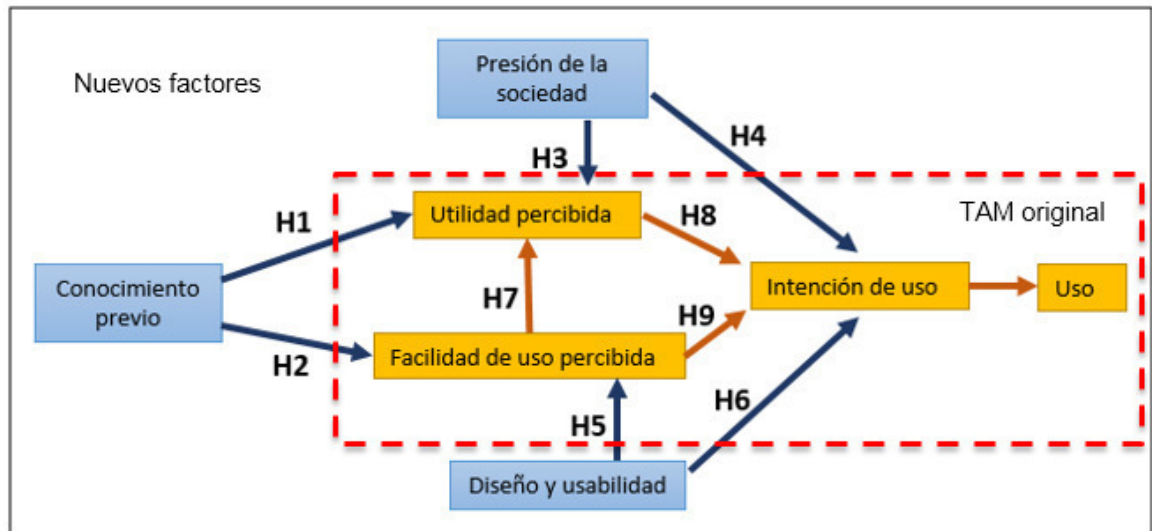 Nuevos factores
Presión de la
sociedad
H3
H4
TAM original
H1
Utilidad percibida
H8
Conocimiento
previo
H7
Intención de uso
Uso
H2
Facilidad de uso percibida
H9
H5
H6
Diseño y usabilidad